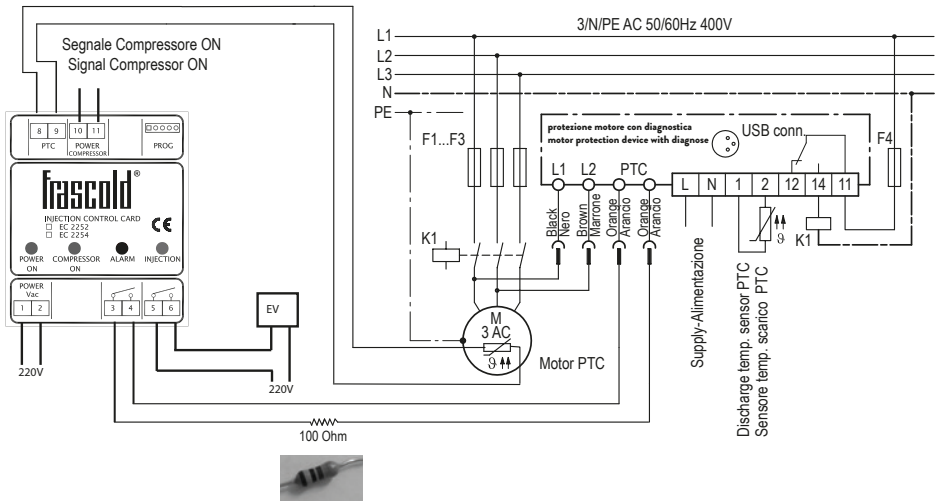 3/N/PE AC 50/60Hz 400V
Segnale Compressore ON
Signal Compressor ON
L1
L2
L3
N
PE
8 9 10 11
PTC POWER COMPRESSOR PROG
frascold®
INJECTION CONTROL CARD
EC 2252
EC 2254
CE
POWER ON
COMPRESSOR ON
ALARM
INJECTION
POWER Vac
1 2 3 4 5 6
220V
EV
220V
F1...F3
K1
M
3 AC
ϑ
Motor PTC
protezione motore con diagnostica
motor protection device with diagnose
USB conn.
F4
L1 L2 PTC
L N 1 2 12 14 11
Black
Nero
Brown
Marrone
Orange
Arancio
Orange
Arancio
ϑ
K1
Supply-Alimentazione
Discharge temp. sensor PTC
Sensore temp. scarico PTC
100 Ohm